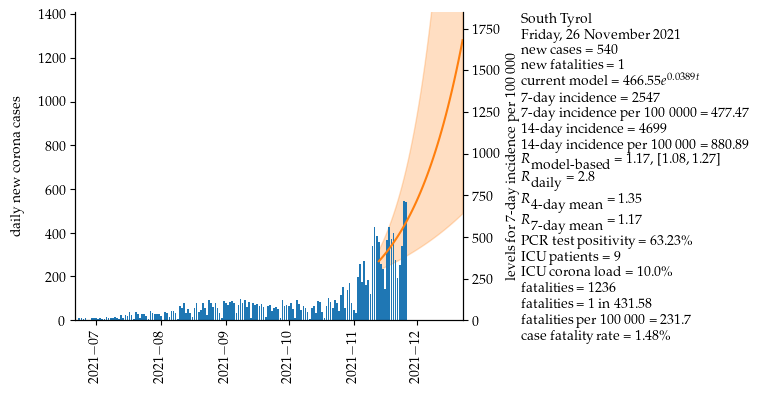 South Tyrol
Friday, 26 November 2021
new cases = 540
new fatalities = 1
current model = 466.55e^0.0389t
7-day incidence = 2547
7-day incidence per 100 0000 = 477.47
14-day incidence = 4699
14-day incidence per 100 000 = 880.89
R model-based = 1.17, [1.08, 1.27]
R daily = 2.8
R 4-day mean = 1.35
R 7-day mean = 1.17
PCR test positivity = 63.23%
ICU patients = 9
ICU corona load = 10.0%
fatalities = 1236
fatalities = 1 in 431.58
fatalities per 100 000 = 231.7
case fatality rate = 1.48%
daily new corona cases
1400
1200
1000
800
600
400
200
0
levels for 7-day incidence per 100 000
1750
1500
1250
1000
750
500
250
0
2021−07
2021−08
2021−09
2021−10
2021−11
2021−12